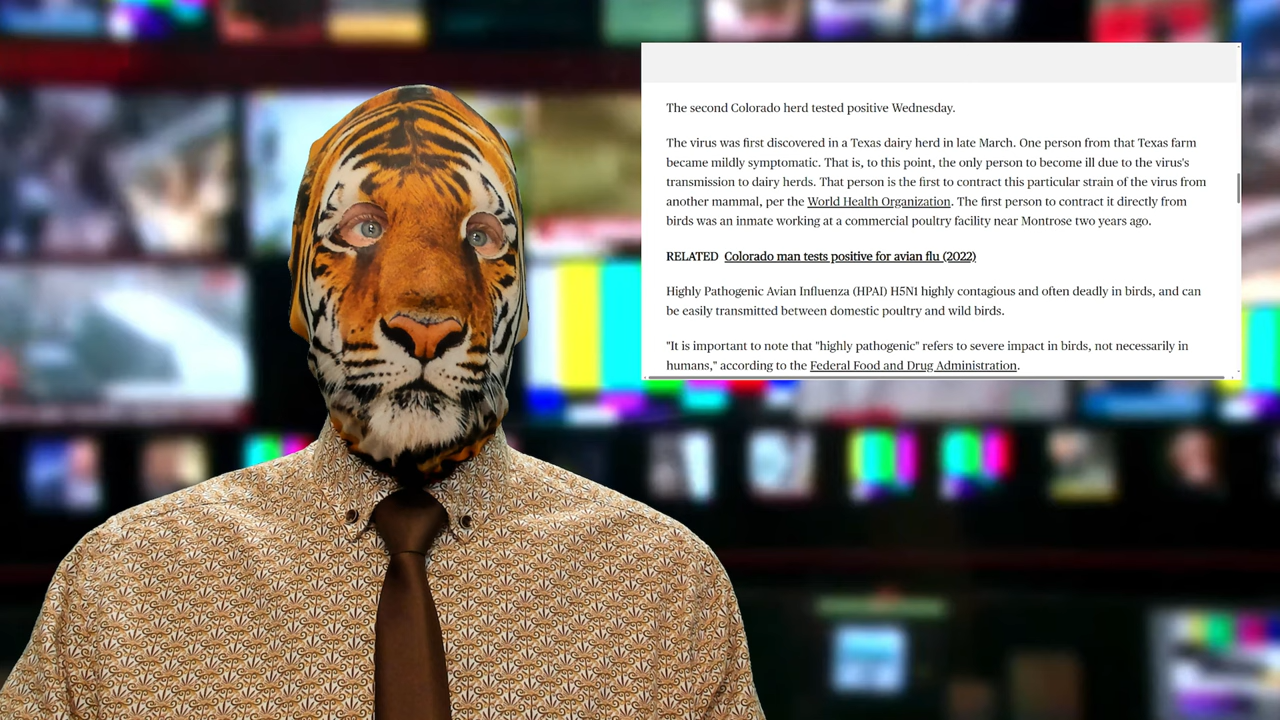 The second Colorado herd tested positive Wednesday.
The virus was first discovered in a Texas dairy herd in late March. One person from that Texas farm
became mildly symptomatic. That is, to this point, the only person to become ill due to the virus's
transmission to dairy herds. That person is the first to contract this particular strain of the virus from
another mammal, per the World Health Organization. The first person to contract it directly from
birds was an inmate working at a commercial poultry facility near Montrose two years ago.
RELATED Colorado man tests positive for avian flu (2022)
Highly Pathogenic Avian Influenza (HPAI) H5N1 highly contagious and often deadly in birds, and can
be easily transmitted between domestic poultry and wild birds.
"It is important to note that "highly pathogenic" refers to severe impact in birds, not necessarily in
humans," according to the Federal Food and Drug Administration.